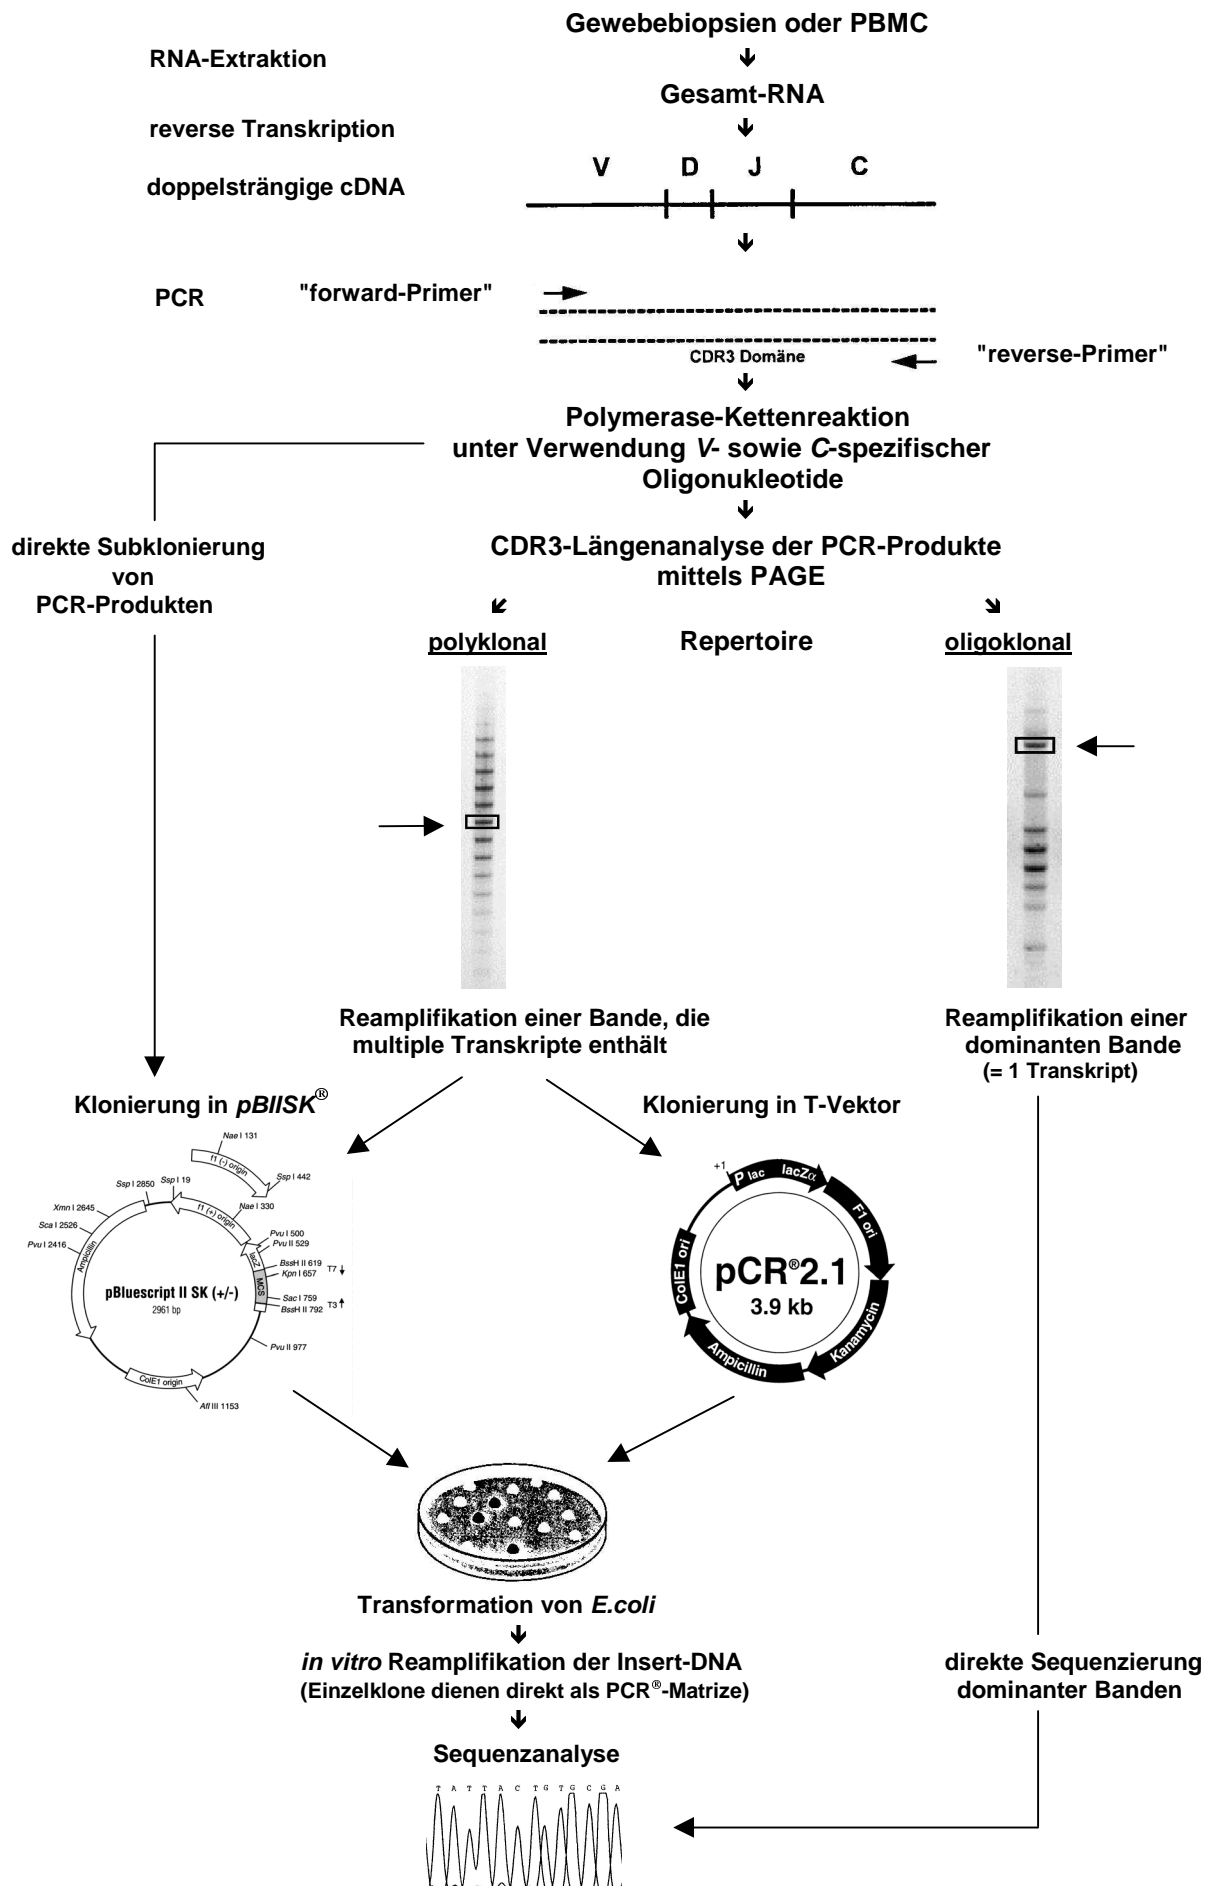 Gewebebiopsien oder PBMC
RNA-Extraktion
Gesamt-RNA
reverse Transkription
V D J C
doppelsträngige cDNA
PCR
"forward-Primer"
CDR3 Domäne
"reverse-Primer"
Polymerase-Kettenreaktion
unter Verwendung V- sowie C-spezifischer
Oligonukleotide
direkte Subklonierung
von
PCR-Produkten
CDR3-Längenanalyse der PCR-Produkte
mittels PAGE
polyklonal
Repertoire
oligoklonal
Reamplifikation einer Bande, die
multiple Transkripte enthält
Reamplifikation einer
dominanten Bande
(= 1 Transkript)
Klonierung in pBIISK®
Nae I 131
f1 (-) origin
Ssp I 442
Ssp I 19
Ssp I 2850
Xmn I 2645
Sca I 2526
Pvu I 2416
Ampicillin
f1 (+) origin
Nae I 330
Pvu I 500
Pvu II 529
lacZ
BssH II 619
Kpn I 657
T7
MCS
Sac I 759
BssH II 792
T3
pBluescript II SK (+/-)
2961 bp
Pvu II 977
ColE1 origin
Afl III 1153
Klonierung in T-Vektor
+1
P lac lacZα
F1 ori
ColE1 ori
pCR®2.1
3.9 kb
Kanamycin
Ampicillin
Transformation von E.coli
in vitro Reamplifikation der Insert-DNA
(Einzelklone dienen direkt als PCR®-Matrize)
direkte Sequenzierung
dominanter Banden
Sequenzanalyse
T A T T A C T G T G C G A